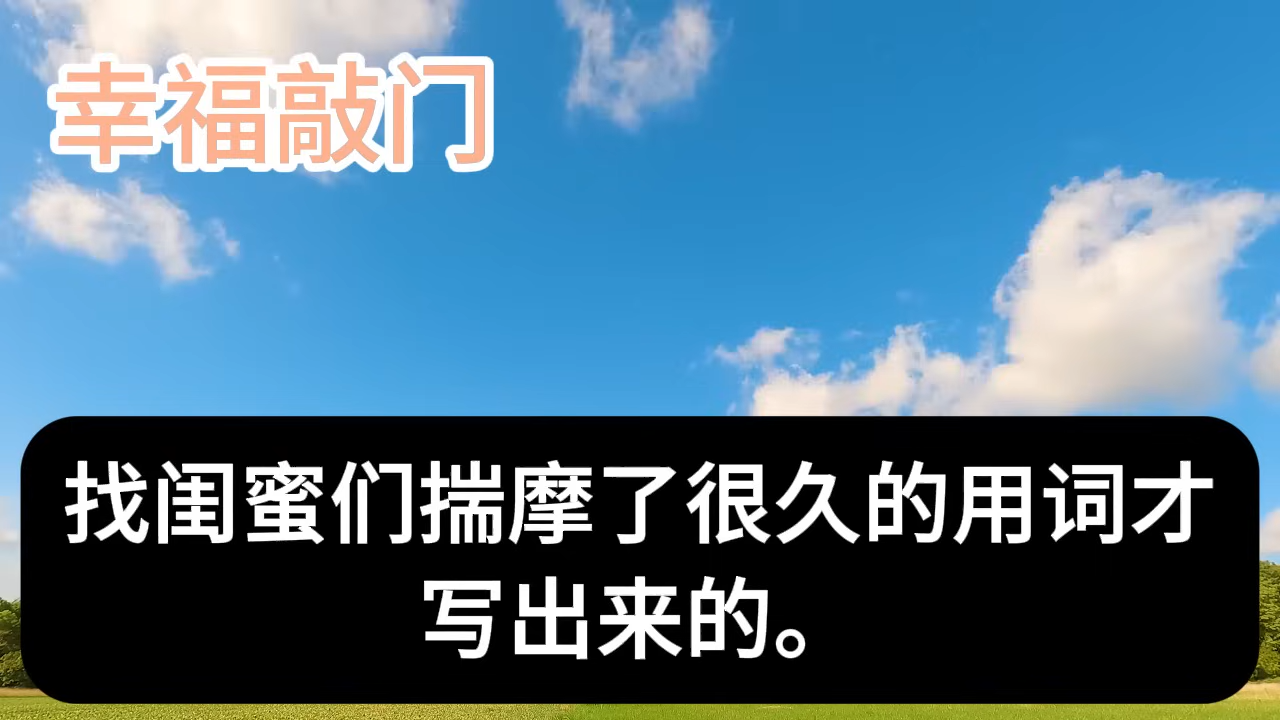 幸福敲门
找闺蜜们揣摩了很久的用词才
写出来的。